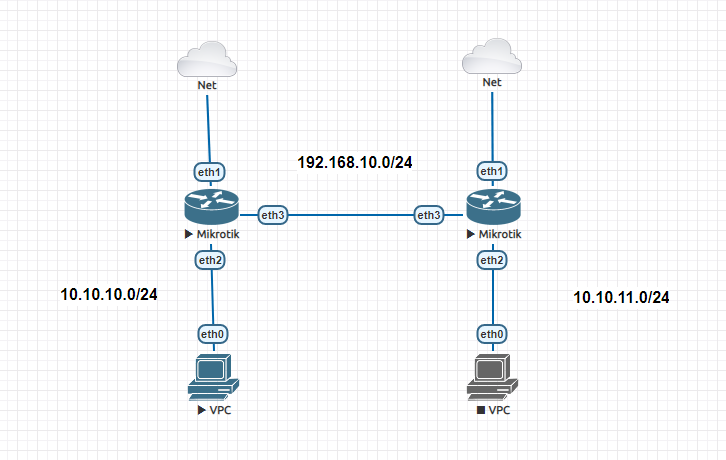 Net
Net
192.168.10.0/24
eth1
eth1
eth3
eth3
Mikrotik
Mikrotik
eth2
eth2
10.10.10.0/24
10.10.11.0/24
eth0
eth0
VPC
VPC